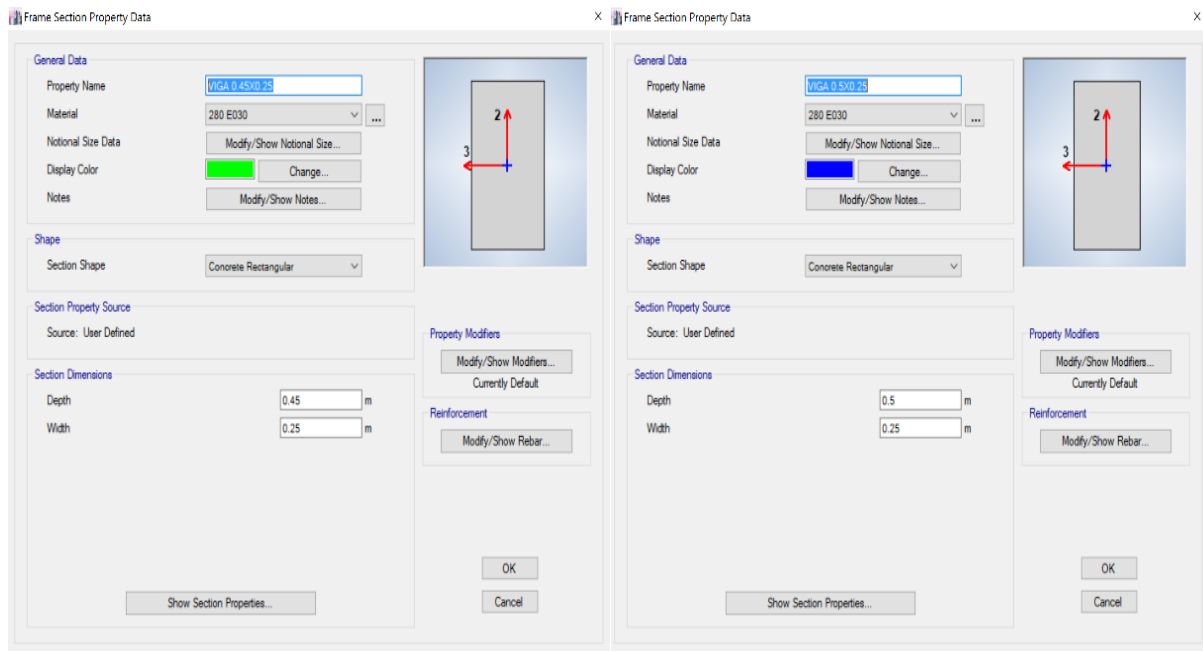 Frame Section Property Data
X
General Data
Property Name
VIGA 0.45X0.25
Material
280 E030
...
Notional Size Data
Modify/Show Notional Size...
Display Color
Change...
Notes
Modify/Show Notes...
2
3
Shape
Section Shape
Concrete Rectangular
Section Property Source
Source: User Defined
Property Modifiers
Modify/Show Modifiers...
Currently Default
Section Dimensions
Depth
0.45
m
Width
0.25
m
Reinforcement
Modify/Show Rebar...
OK
Show Section Properties...
Cancel
Frame Section Property Data
X
General Data
Property Name
VIGA 0.5X0.25
Material
280 E030
...
Notional Size Data
Modify/Show Notional Size...
Display Color
Change...
Notes
Modify/Show Notes...
2
3
Shape
Section Shape
Concrete Rectangular
Section Property Source
Source: User Defined
Property Modifiers
Modify/Show Modifiers...
Currently Default
Section Dimensions
Depth
0.5
m
Width
0.25
m
Reinforcement
Modify/Show Rebar...
OK
Show Section Properties...
Cancel